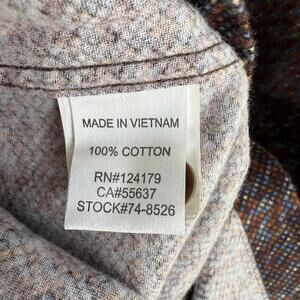 MADE IN VIETNAM
100% COTTON
RN#124179
CA#55637
STOCK#74-8526